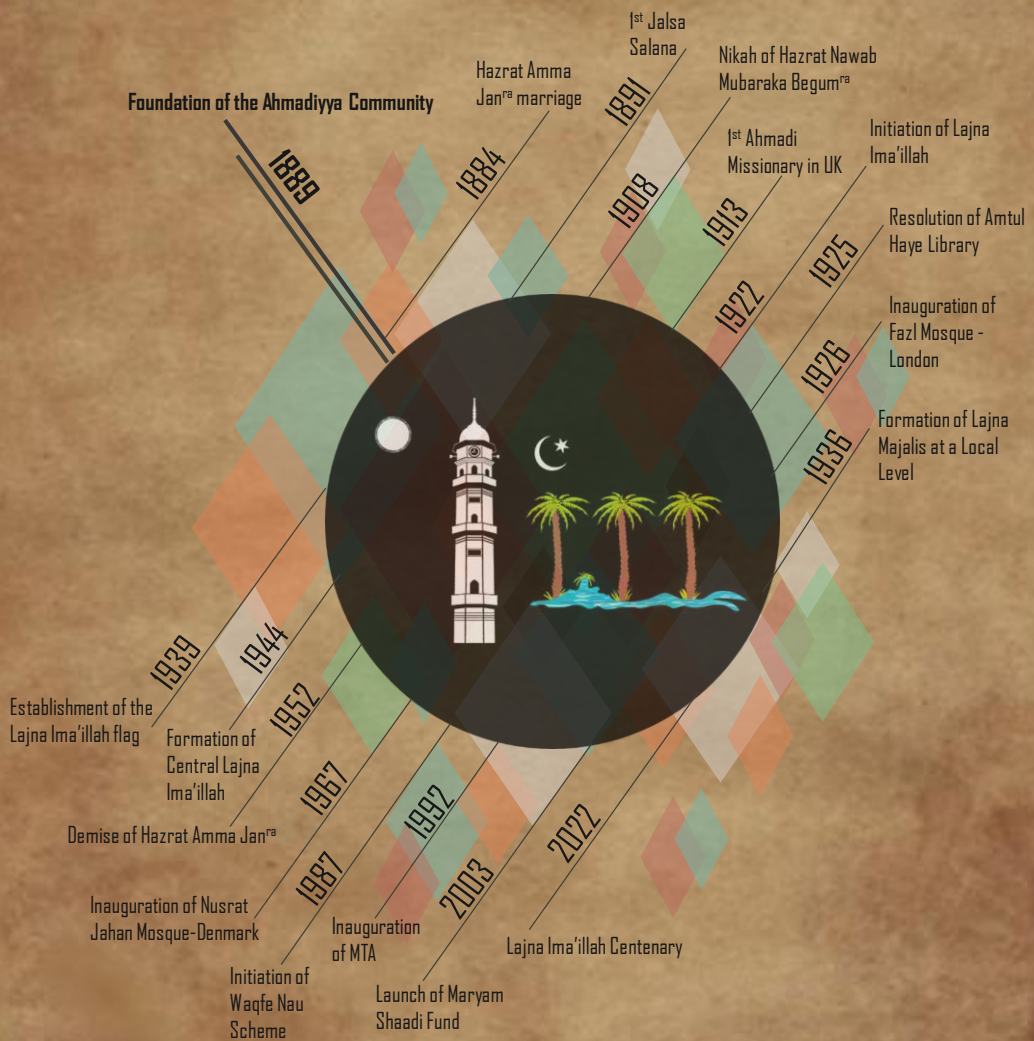 Foundation of the Ahmadiyya Community
1889
Hazrat Amma
Janʳᵃ marriage
1884
1ˢᵗ Jalsa
Salana
1891
Nikah of Hazrat Nawab
Mubaraka Begumʳᵃ
1908
1ˢᵗ Ahmadi
Missionary in UK
1913
Initiation of Lajna
Ima'illah
1922
Resolution of Amtul
Haye Library
1925
Inauguration of
Fazl Mosque -
London
1926
Formation of Lajna
Majalis at a Local
Level
1936
1939
Establishment of the
Lajna Ima'illah flag
1944
Formation of
Central Lajna
Ima'illah
1952
Demise of Hazrat Amma Janʳᵃ
1967
Inauguration of Nusrat
Jahan Mosque-Denmark
1987
Initiation of
Waqfe Nau
Scheme
1992
Inauguration
of MTA
2003
Launch of Maryam
Shaadi Fund
2022
Lajna Ima'illah Centenary